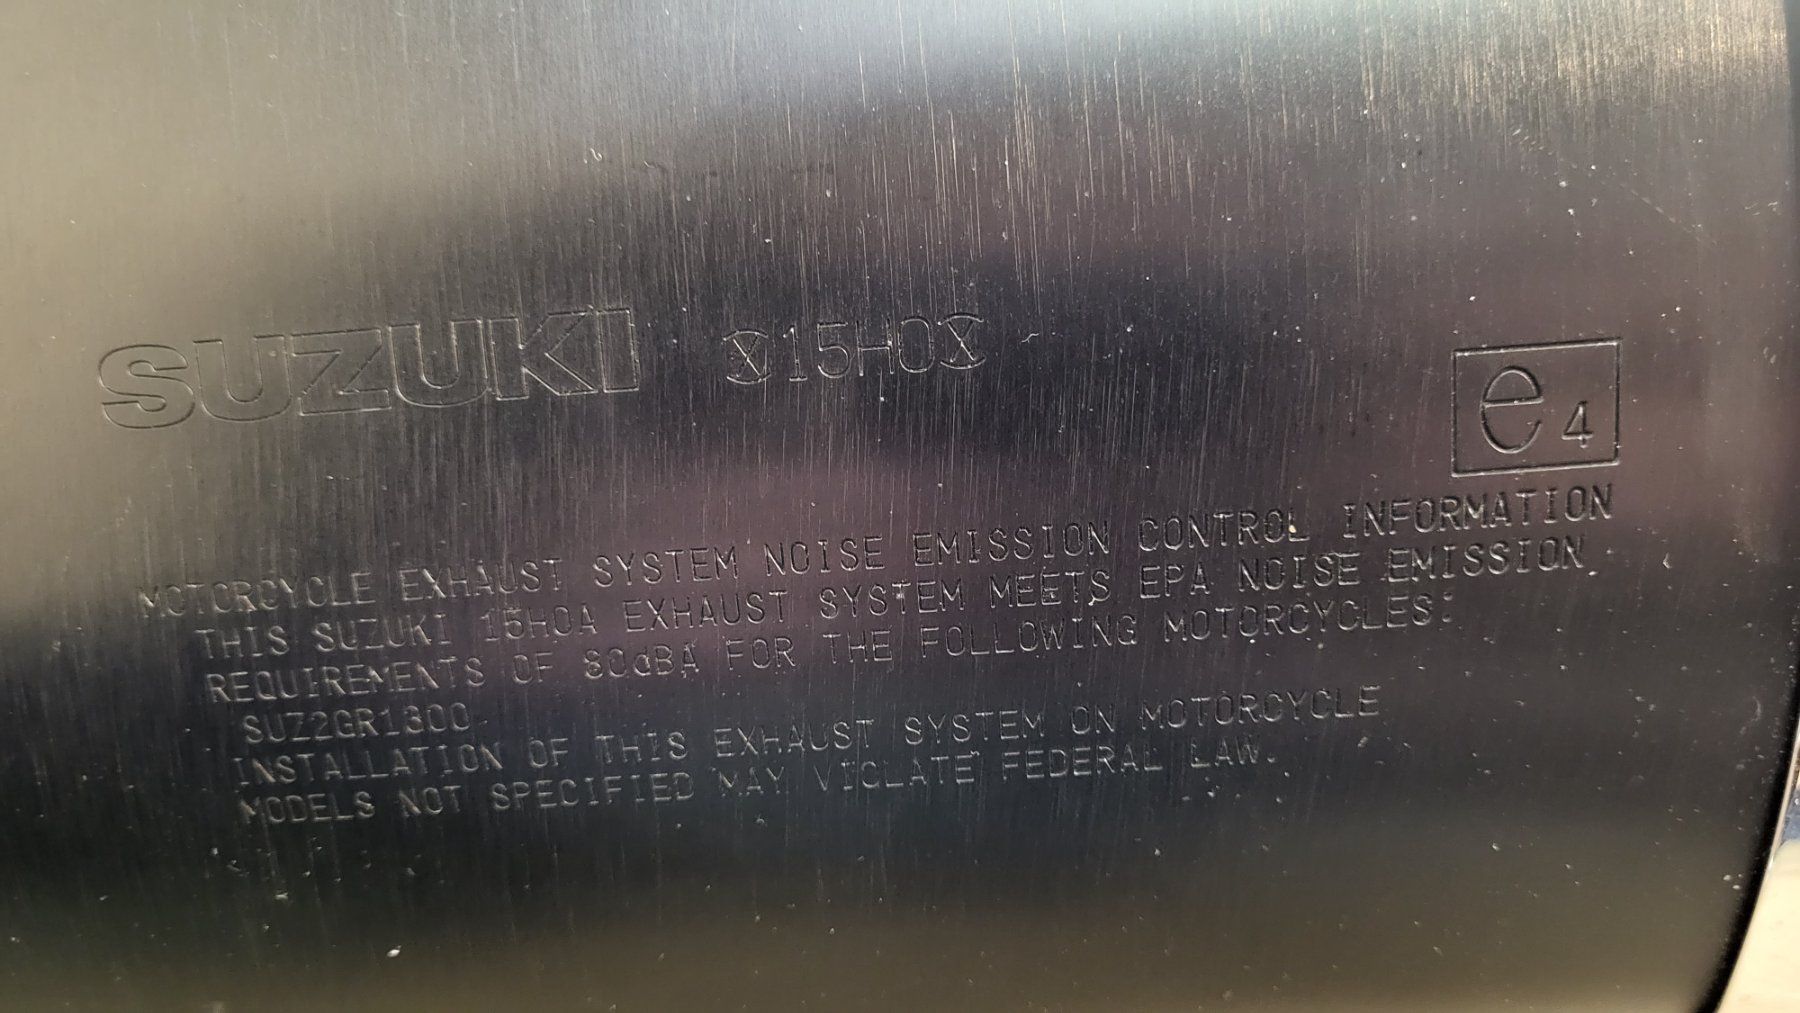 SUZUKI 15H0
e4
MOTORCYCLE EXHAUST SYSTEM NOISE EMISSION CONTROL INFORMATION
THIS SUZUKI 15H0A EXHAUST SYSTEM MEETS EPA NOISE EMISSION
REQUIREMENTS OF 80dBA FOR THE FOLLOWING MOTORCYCLES:
SUZ2GR1300
INSTALLATION OF THIS EXHAUST SYSTEM ON MOTORCYCLE
MODELS NOT SPECIFIED MAY VIOLATE FEDERAL LAW.